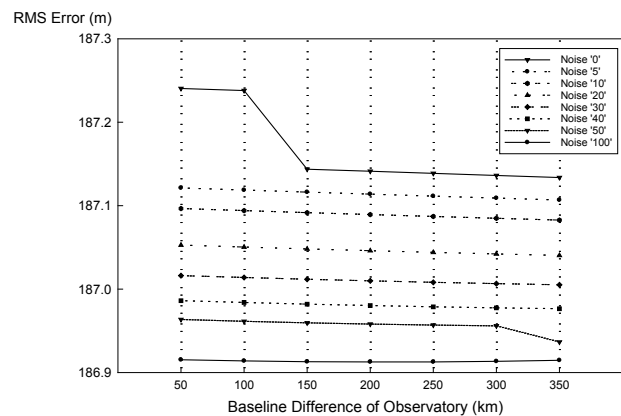 RMS Error (m)
187.3
187.2
187.1
187.0
186.9
Noise '0'
Noise '5'
Noise '10'
Noise '20'
Noise '30'
Noise '40'
Noise '50'
Noise '100'
50 100 150 200 250 300 350
Baseline Difference of Observatory (km)